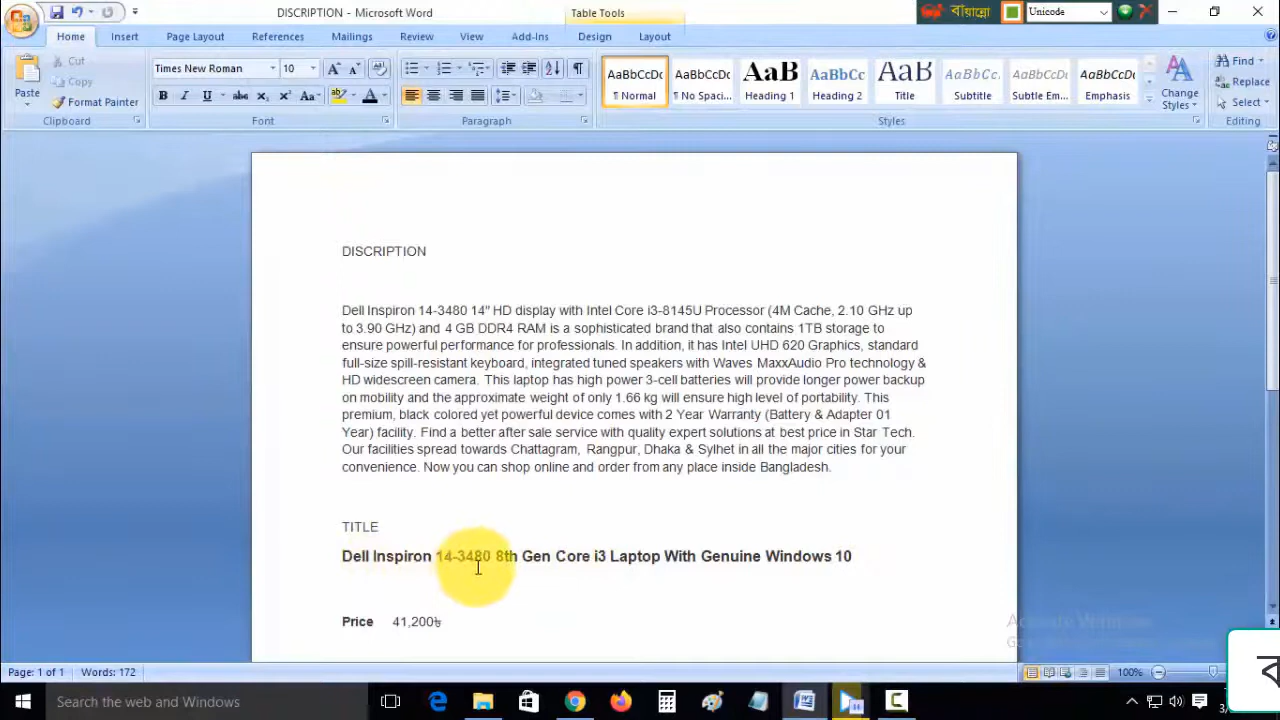 DISCRIPTION - Microsoft Word
Table Tools
বায়ান্নো
Unicode
Home
Insert
Page Layout
References
Mailings
Review
View
Add-Ins
Design
Layout
Paste
Cut
Copy
Format Painter
Clipboard
Times New Roman
10
Font
Paragraph
AaBbCcDc
¶ Normal
AaBbCcDc
¶ No Spaci...
AaB
Heading 1
AaBbCc
Heading 2
AaB
Title
AaBbCc.
Subtitle
AaBbCcDc
Subtle Em...
AaBbCcDc
Emphasis
Styles
Change
Styles
Find
Replace
Select
Editing
DISCRIPTION
Dell Inspiron 14-3480 14" HD display with Intel Core i3-8145U Processor (4M Cache, 2.10 GHz up
to 3.90 GHz) and 4 GB DDR4 RAM is a sophisticated brand that also contains 1TB storage to
ensure powerful performance for professionals. In addition, it has Intel UHD 620 Graphics, standard
full-size spill-resistant keyboard, integrated tuned speakers with Waves MaxxAudio Pro technology &
HD widescreen camera. This laptop has high power 3-cell batteries will provide longer power backup
on mobility and the approximate weight of only 1.66 kg will ensure high level of portability. This
premium, black colored yet powerful device comes with 2 Year Warranty (Battery & Adapter 01
Year) facility. Find a better after sale service with quality expert solutions at best price in Star Tech.
Our facilities spread towards Chattagram, Rangpur, Dhaka & Sylhet in all the major cities for your
convenience. Now you can shop online and order from any place inside Bangladesh.
TITLE
Dell Inspiron 14-3480 8th Gen Core i3 Laptop With Genuine Windows 10
Price 41,200৳
Activate Windows
Page: 1 of 1
Words: 172
100%
Search the web and Windows